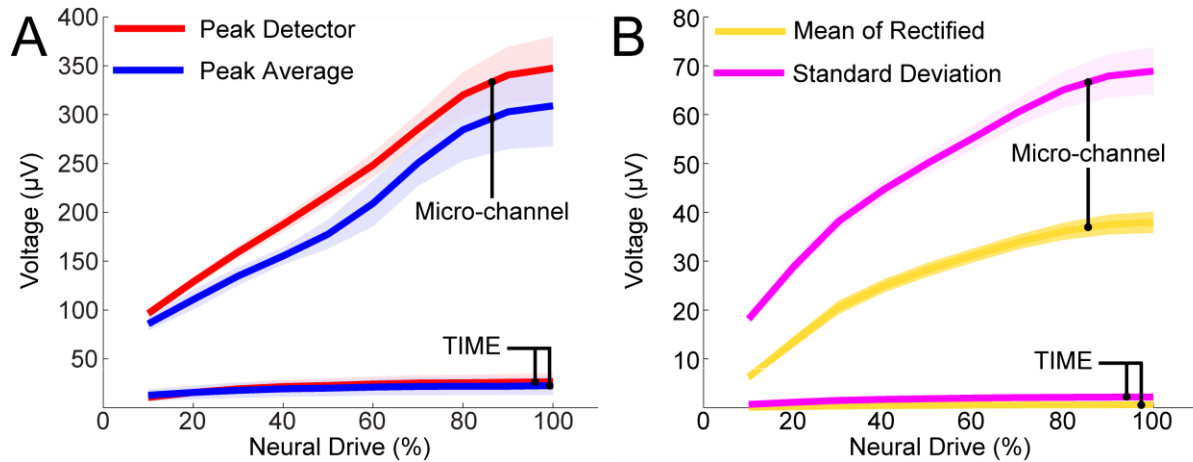 A
Peak Detector
Peak Average
400
350
300
250
200
150
100
50
Voltage (µV)
Micro-channel
TIME
0 20 40 60 80 100
Neural Drive (%)
B
Mean of Rectified
Standard Deviation
80
70
60
50
40
30
20
10
Voltage (µV)
Micro-channel
TIME
0 20 40 60 80 100
Neural Drive (%)